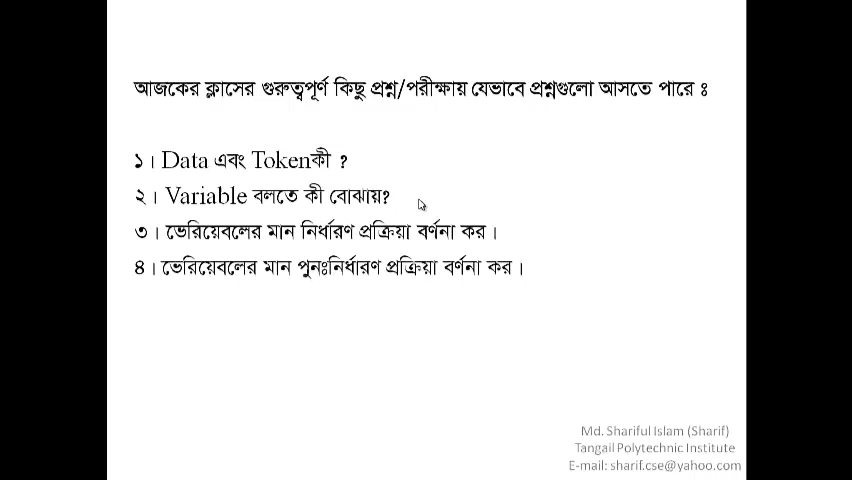 আজকের ক্লাসের গুরুত্বপূর্ণ কিছু প্রশ্ন/পরীক্ষায় যেভাবে প্রশ্নগুলো আসতে পারে ঃ
১। Data এবং Tokenকী ?
২। Variable বলতে কী বোঝায়?
৩। ভেরিয়েবলের মান নির্ধারণ প্রক্রিয়া বর্ণনা কর।
৪। ভেরিয়েবলের মান পুনঃনির্ধারণ প্রক্রিয়া বর্ণনা কর।
Md. Shariful Islam (Sharif)
Tangail Polytechnic Institute
E-mail: sharif.cse@yahoo.com